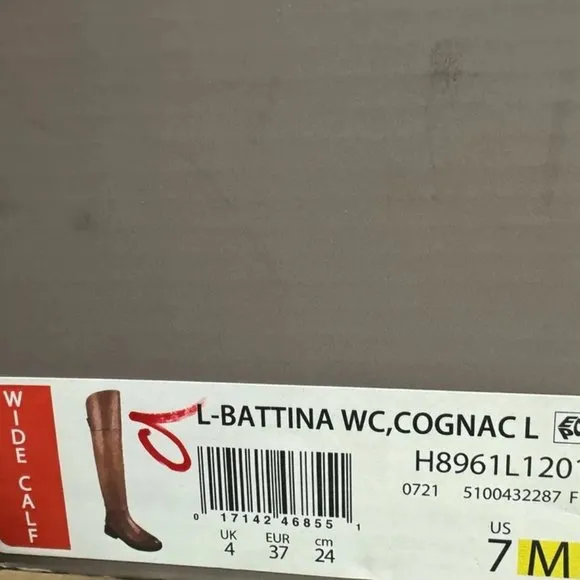 WIDE CALF
L-BATTINA WC,COGNAC L
H8961L1201
0721 5100432287 F
0 17142 46855 1
UK EUR cm US
4 37 24 7 M